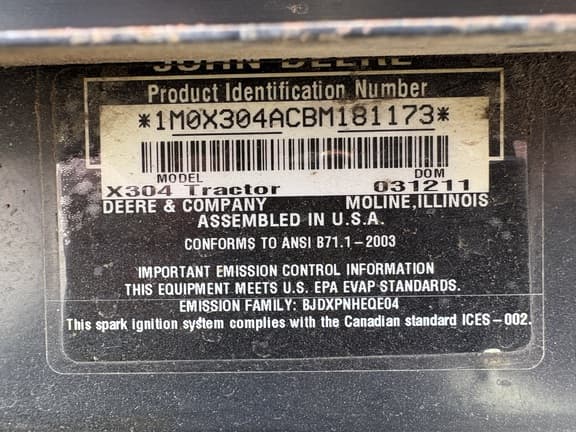 JOHN DEERE
Product Identification Number
*1M0X304ACBM181173*
MODEL DOM
X304 Tractor 031211
DEERE & COMPANY MOLINE, ILLINOIS
ASSEMBLED IN U.S.A.
CONFORMS TO ANSI B71.1-2003
IMPORTANT EMISSION CONTROL INFORMATION
THIS EQUIPMENT MEETS U.S. EPA EVAP STANDARDS.
EMISSION FAMILY: BJDXPNHEQE04
This spark ignition system complies with the Canadian standard ICES-002.